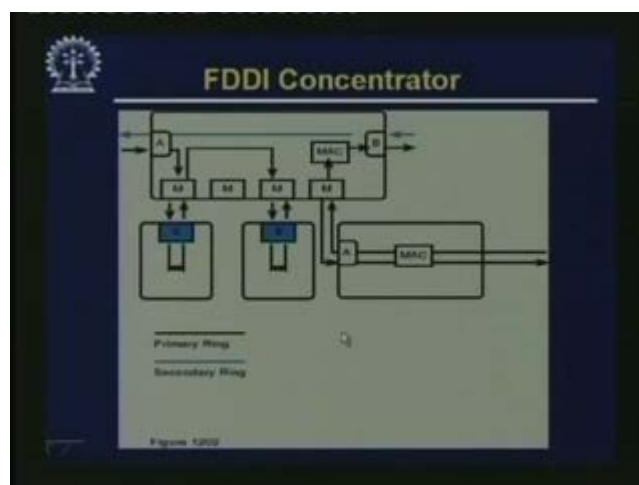 FDDI Concentrator
A
B
MAC
M
M
M
M
S
S
A
MAC
Primary Ring
Secondary Ring
Figure 1202